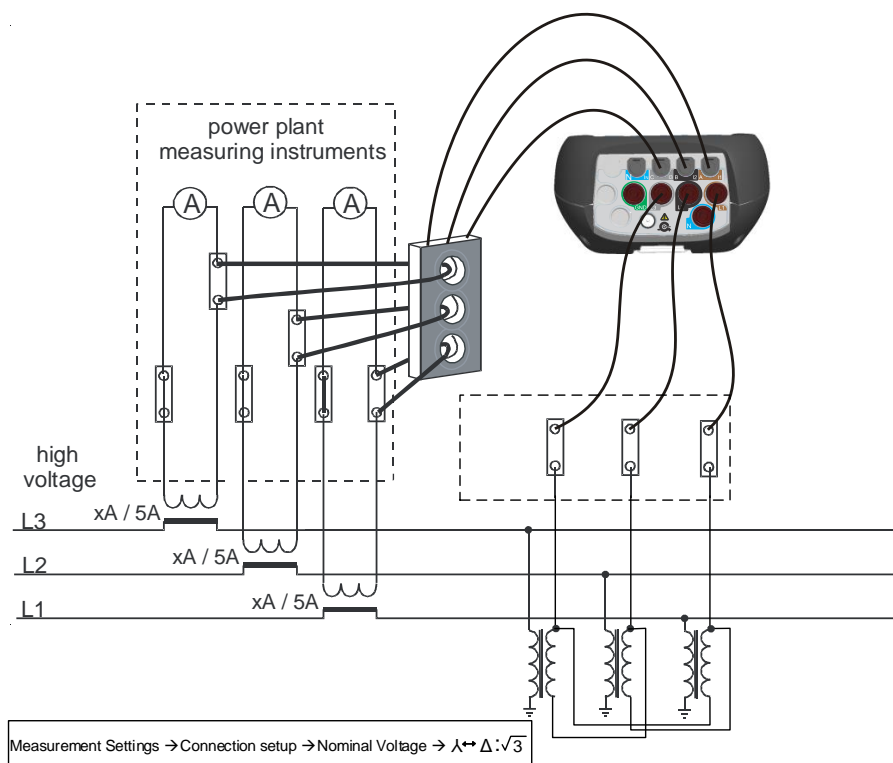 power plant
measuring instruments
A
A
A
high
voltage
xA / 5A
L3
xA / 5A
L2
xA / 5A
L1
N
Measurement Settings → Connection setup → Nominal Voltage → ⅄↔ Δ:√3